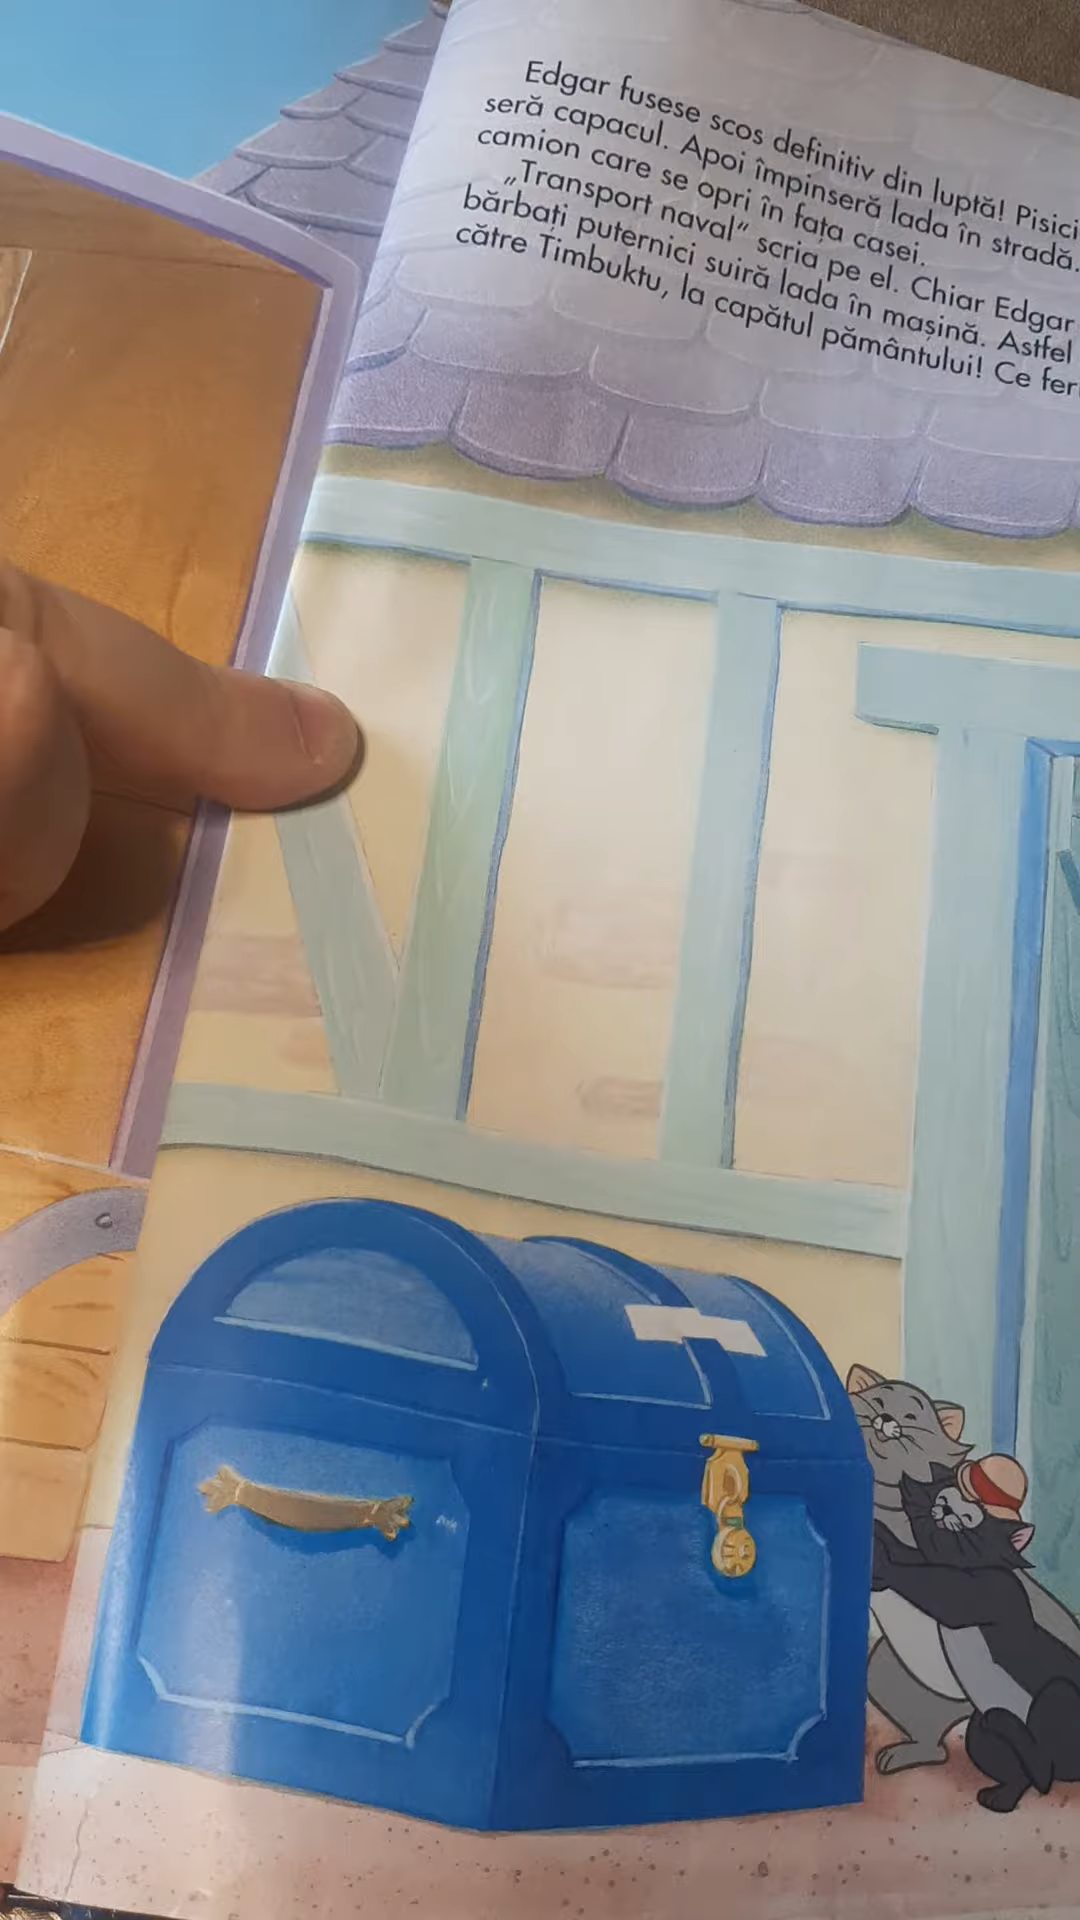 Edgar fusese scos definitiv din luptă! Pisici
seră capacul. Apoi împinseră lada în stradă.
camion care se opri în fața casei.
„Transport naval” scria pe el. Chiar Edgar
bărbați puternici suiră lada în mașină. Astfel
către Timbuktu, la capătul pământului! Ce feri